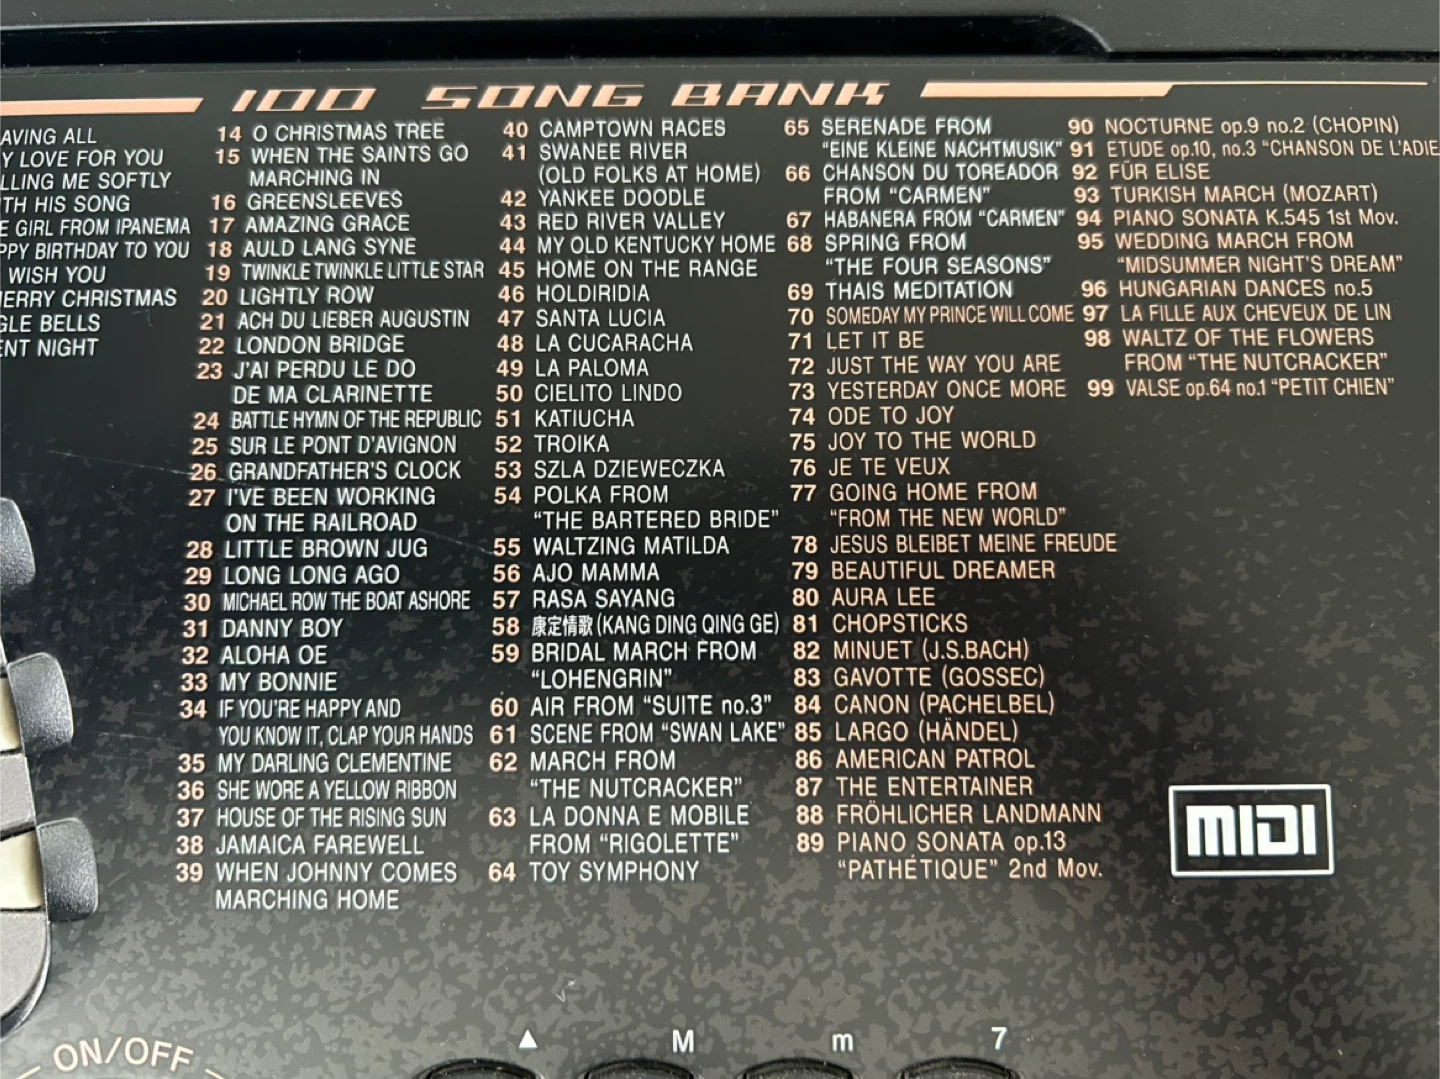 100 SONG BANK
AVING ALL
Y LOVE FOR YOU
LLING ME SOFTLY
TH HIS SONG
E GIRL FROM IPANEMA
PPY BIRTHDAY TO YOU
WISH YOU
ERRY CHRISTMAS
GLE BELLS
ENT NIGHT
14 O CHRISTMAS TREE
15 WHEN THE SAINTS GO
MARCHING IN
16 GREENSLEEVES
17 AMAZING GRACE
18 AULD LANG SYNE
19 TWINKLE TWINKLE LITTLE STAR
20 LIGHTLY ROW
21 ACH DU LIEBER AUGUSTIN
22 LONDON BRIDGE
23 J'AI PERDU LE DO
DE MA CLARINETTE
24 BATTLE HYMN OF THE REPUBLIC
25 SUR LE PONT D'AVIGNON
26 GRANDFATHER'S CLOCK
27 I'VE BEEN WORKING
ON THE RAILROAD
28 LITTLE BROWN JUG
29 LONG LONG AGO
30 MICHAEL ROW THE BOAT ASHORE
31 DANNY BOY
32 ALOHA OE
33 MY BONNIE
34 IF YOU'RE HAPPY AND
YOU KNOW IT, CLAP YOUR HANDS
35 MY DARLING CLEMENTINE
36 SHE WORE A YELLOW RIBBON
37 HOUSE OF THE RISING SUN
38 JAMAICA FAREWELL
39 WHEN JOHNNY COMES
MARCHING HOME
40 CAMPTOWN RACES
41 SWANEE RIVER
(OLD FOLKS AT HOME)
42 YANKEE DOODLE
43 RED RIVER VALLEY
44 MY OLD KENTUCKY HOME
45 HOME ON THE RANGE
46 HOLDIRIDIA
47 SANTA LUCIA
48 LA CUCARACHA
49 LA PALOMA
50 CIELITO LINDO
51 KATIUCHA
52 TROIKA
53 SZLA DZIEWECZKA
54 POLKA FROM
"THE BARTERED BRIDE"
55 WALTZING MATILDA
56 AJO MAMMA
57 RASA SAYANG
58 康定情歌 (KANG DING QING GE)
59 BRIDAL MARCH FROM
"LOHENGRIN"
60 AIR FROM "SUITE no.3"
61 SCENE FROM "SWAN LAKE"
62 MARCH FROM
"THE NUTCRACKER"
63 LA DONNA E MOBILE
FROM "RIGOLETTE"
64 TOY SYMPHONY
65 SERENADE FROM
"EINE KLEINE NACHTMUSIK"
66 CHANSON DU TOREADOR
FROM "CARMEN"
67 HABANERA FROM "CARMEN"
68 SPRING FROM
"THE FOUR SEASONS"
69 THAIS MEDITATION
70 SOMEDAY MY PRINCE WILL COME
71 LET IT BE
72 JUST THE WAY YOU ARE
73 YESTERDAY ONCE MORE
74 ODE TO JOY
75 JOY TO THE WORLD
76 JE TE VEUX
77 GOING HOME FROM
"FROM THE NEW WORLD"
78 JESUS BLEIBET MEINE FREUDE
79 BEAUTIFUL DREAMER
80 AURA LEE
81 CHOPSTICKS
82 MINUET (J.S.BACH)
83 GAVOTTE (GOSSEC)
84 CANON (PACHELBEL)
85 LARGO (HÄNDEL)
86 AMERICAN PATROL
87 THE ENTERTAINER
88 FRÖHLICHER LANDMANN
89 PIANO SONATA op.13
"PATHÉTIQUE" 2nd Mov.
90 NOCTURNE op.9 no.2 (CHOPIN)
91 ETUDE op.10, no.3 "CHANSON DE L'ADIE
92 FÜR ELISE
93 TURKISH MARCH (MOZART)
94 PIANO SONATA K.545 1st Mov.
95 WEDDING MARCH FROM
"MIDSUMMER NIGHT'S DREAM"
96 HUNGARIAN DANCES no.5
97 LA FILLE AUX CHEVEUX DE LIN
98 WALTZ OF THE FLOWERS
FROM "THE NUTCRACKER"
99 VALSE op.64 no.1 "PETIT CHIEN"
MIDI
ON/OFF
▲ M m 7